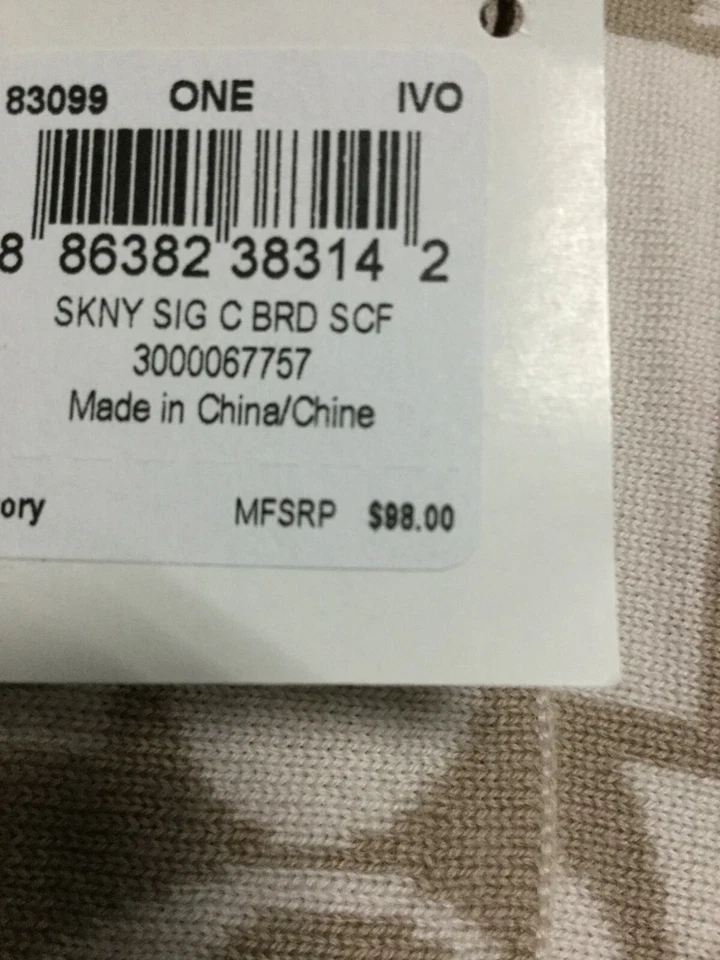 83099 ONE IVO
8 86382 38314 2
SKNY SIG C BRD SCF
3000067757
Made in China/Chine
ory MFSRP $98.00